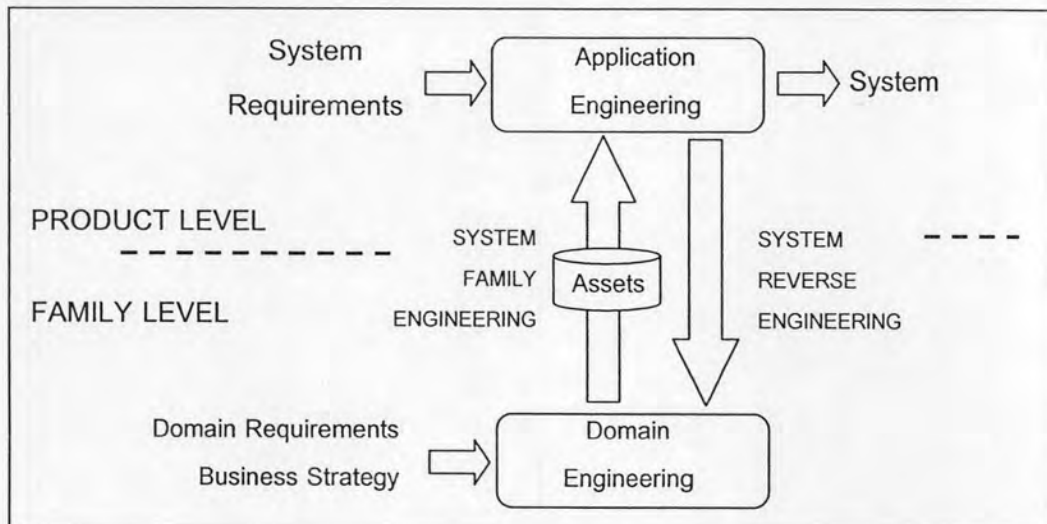 System
Requirements
Application
Engineering
System
PRODUCT LEVEL
FAMILY LEVEL
SYSTEM
FAMILY
ENGINEERING
Assets
SYSTEM
REVERSE
ENGINEERING
Domain Requirements
Business Strategy
Domain
Engineering